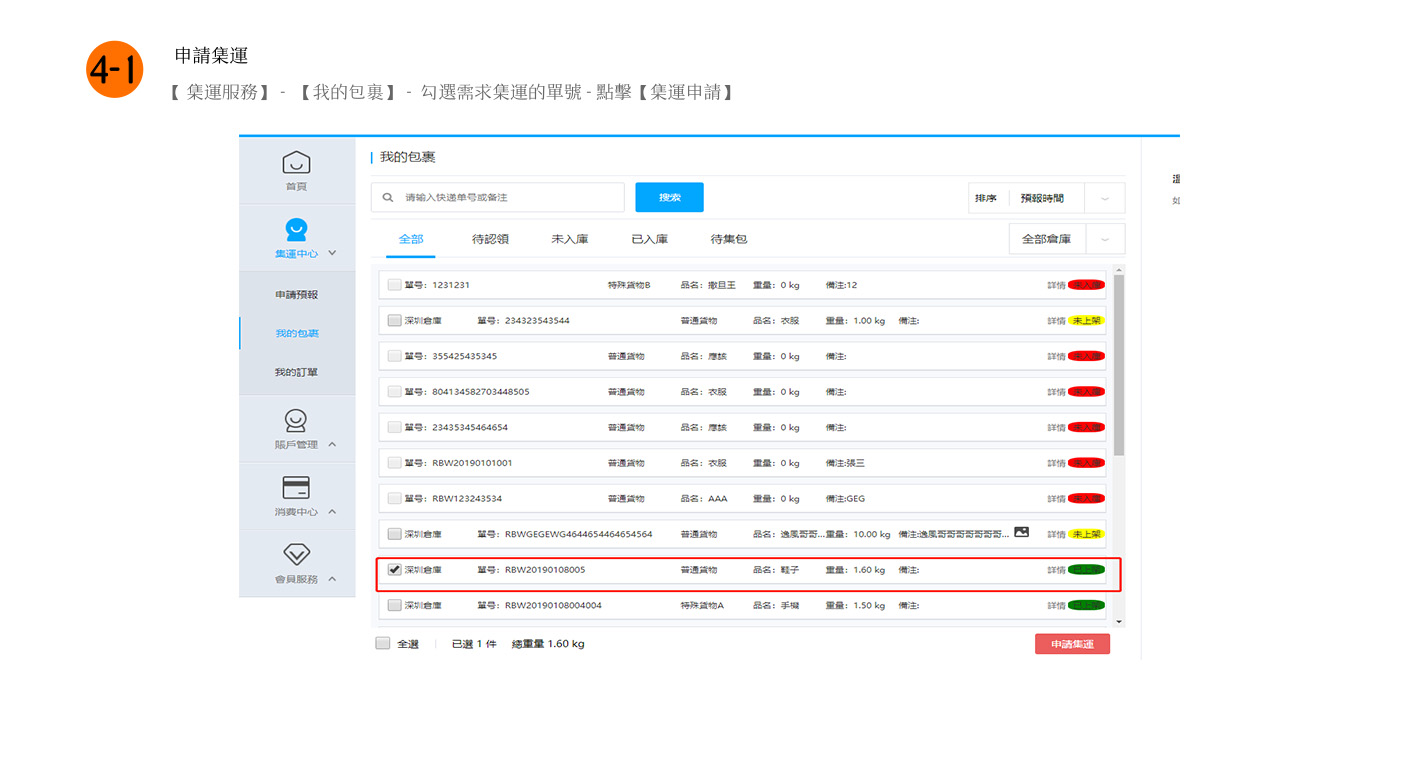 4-1
申請集運
【 集運服務】 - 【我的包裹】 - 勾選需求集運的單號 - 點擊【集運申請】
首頁
集運中心
申請預報
我的包裹
我的訂單
賬戶管理
消費中心
會員服務
我的包裹
请输入快递单号或备注 搜索 排序 預報時間
全部 待認領 未入庫 已入庫 待集包 全部倉庫
單号: 1231231 特殊貨物B 品名: 撒旦王 重量: 0 kg 備注:12 詳情 未入庫
深圳倉庫 單号: 234323543544 普通貨物 品名: 衣服 重量: 1.00 kg 備注: 詳情 未上架
單号: 355425435345 普通貨物 品名: 應該 重量: 0 kg 備注: 詳情 未入庫
單号: 804134582703448505 普通貨物 品名: 衣服 重量: 0 kg 備注: 詳情 未入庫
單号: 23435345464654 普通貨物 品名: 應該 重量: 0 kg 備注: 詳情 未入庫
單号: RBW20190101001 普通貨物 品名: 衣服 重量: 0 kg 備注:張三 詳情 未入庫
單号: RBW123243534 普通貨物 品名: AAA 重量: 0 kg 備注:GEG 詳情 未入庫
深圳倉庫 單号: RBWGEGEWG4644654464654564 普通貨物 品名: 逸風哥哥... 重量: 10.00 kg 備注:逸風哥哥哥哥哥哥哥... 詳情 未上架
深圳倉庫 單号: RBW20190108005 普通貨物 品名: 鞋子 重量: 1.60 kg 備注: 詳情 已上架
深圳倉庫 單号: RBW20190108004004 特殊貨物A 品名: 手機 重量: 1.50 kg 備注: 詳情 已上架
全選 已選 1 件 總重量 1.60 kg 申請集運